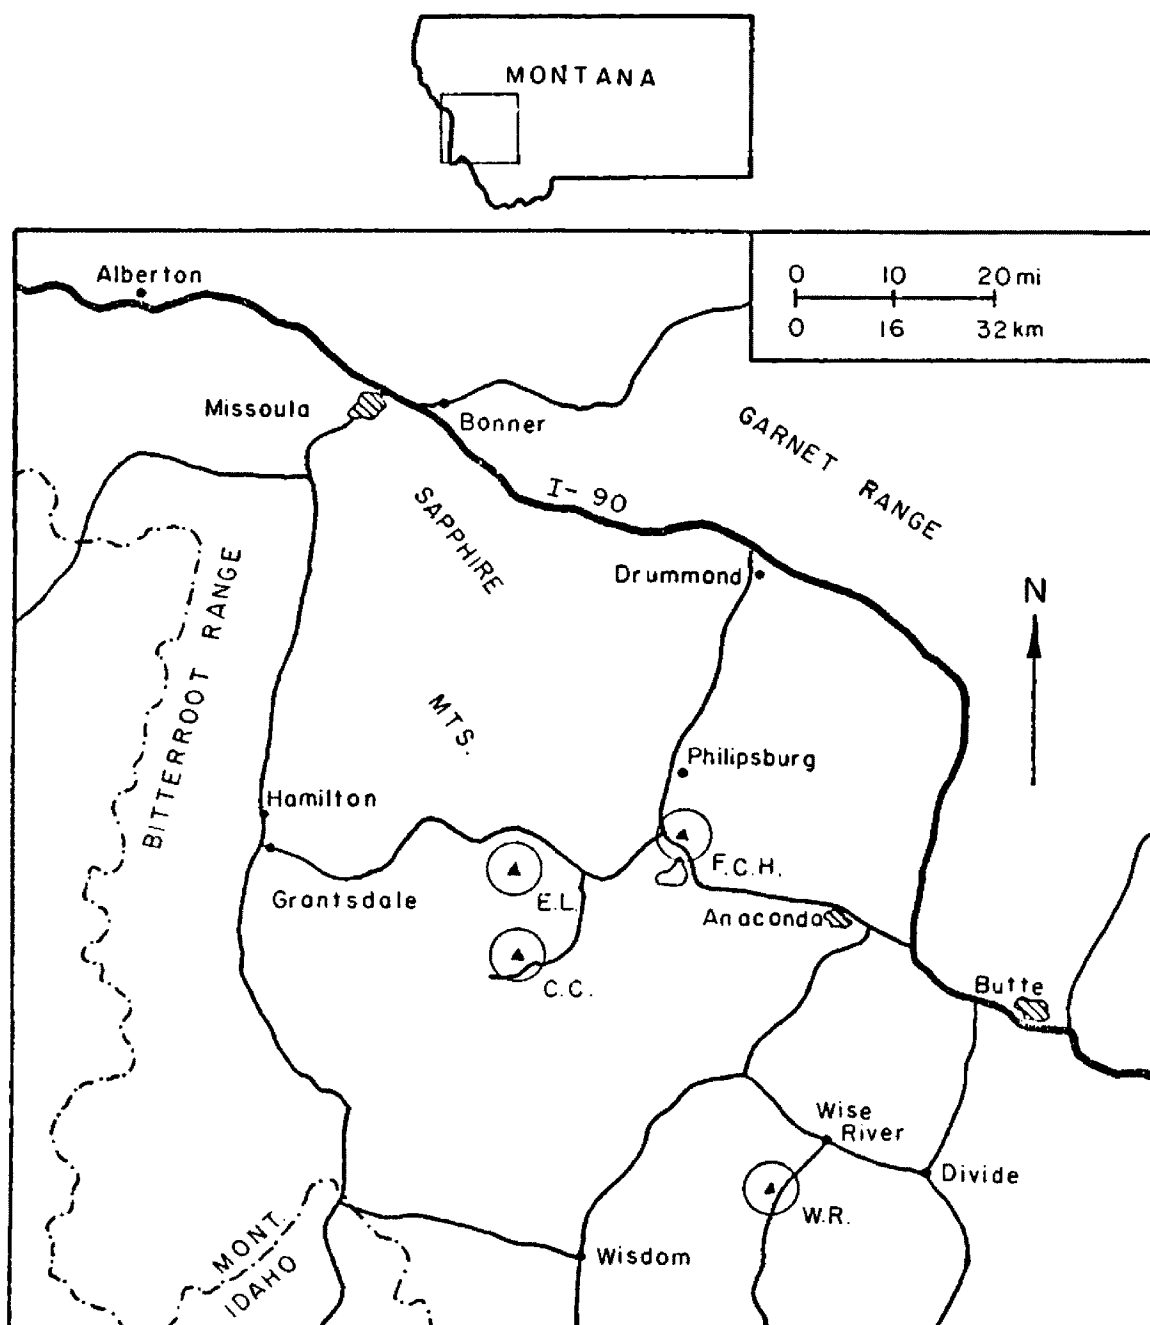 MONTANA
0 10 20 mi
0 16 32 km
Alberton
Missoula
Bonner
GARNET RANGE
I-90
SAPPHIRE
MTS.
Drummond
N
BITTERROOT RANGE
Philipsburg
Hamilton
Grantsdale
F.C.H.
E.L.
Anaconda
C.C.
Butte
Wise
River
Divide
W.R.
MONT
IDAHO
Wisdom